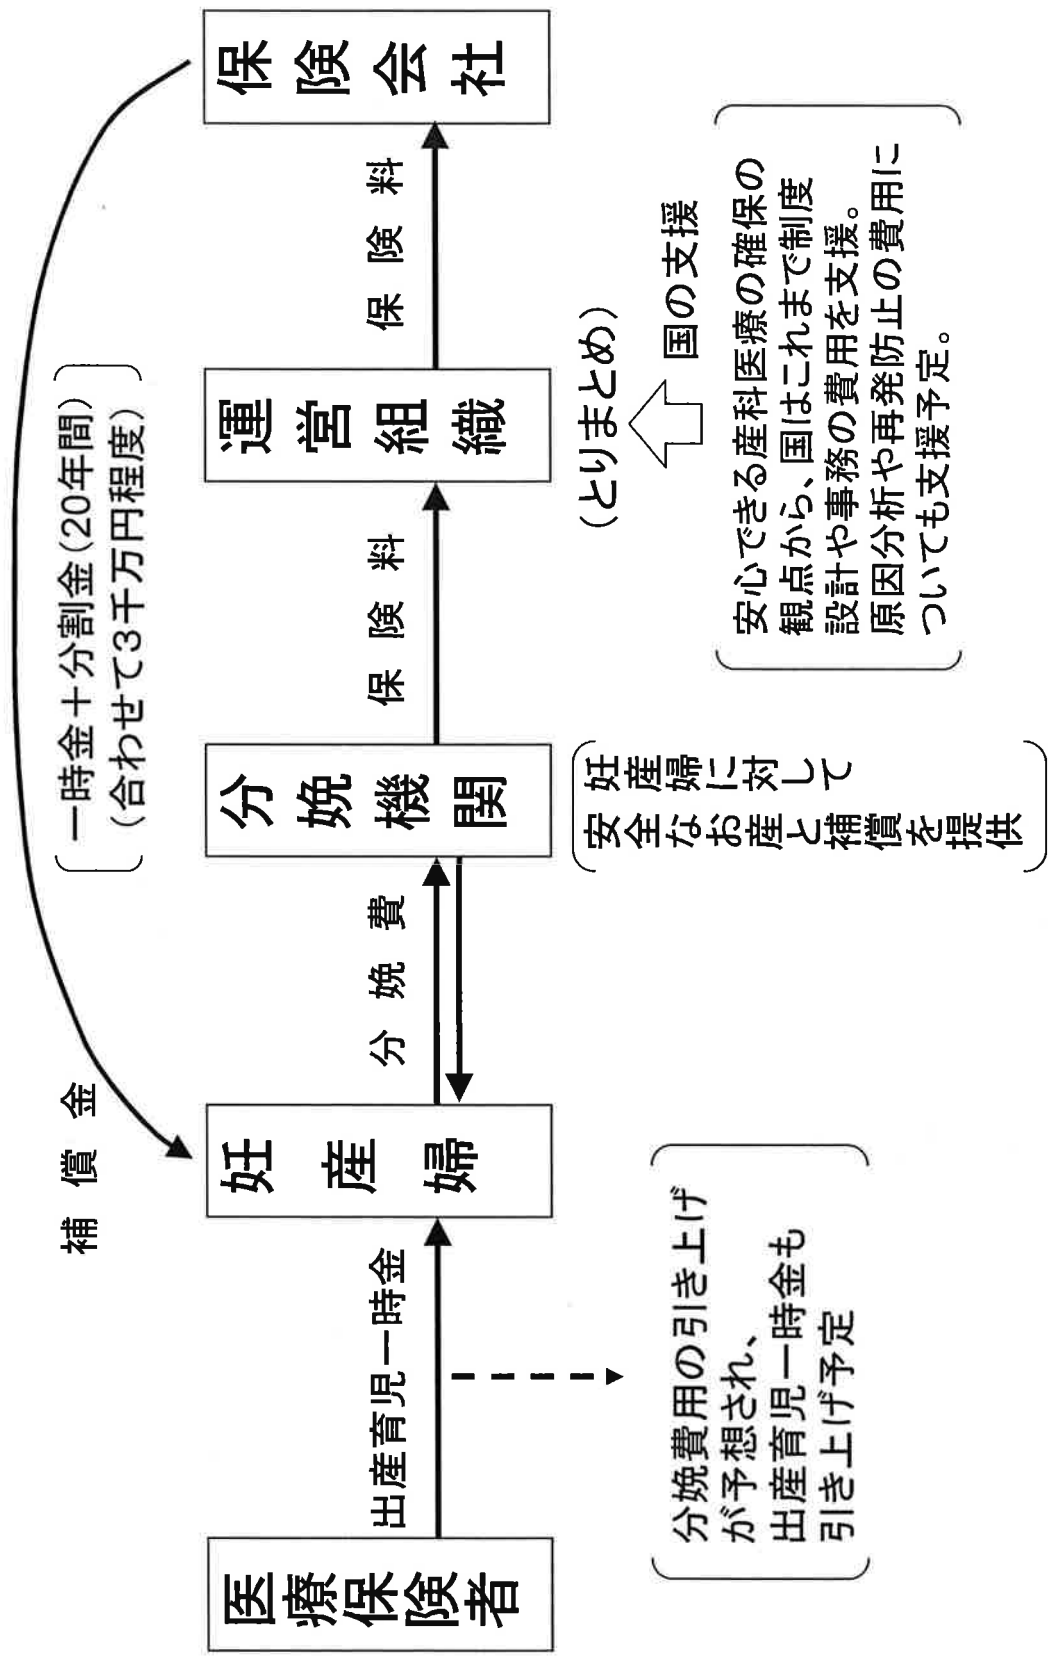 補償金
一時金＋分割金（20年間）
（合わせて3千万円程度）
医療保険者
出産育児一時金
妊産婦
分娩費
分娩機関
保険料
運営組織
保険料
保険会社
（とりまとめ）
国の支援
分娩費用の引き上げ
が予想され、
出産育児一時金も
引き上げ予定
妊産婦に対して
安全なお産と補償を提供
安心できる産科医療の確保の
観点から、国はこれまで制度
設計や事務の費用を支援。
原因分析や再発防止の費用に
ついても支援予定。